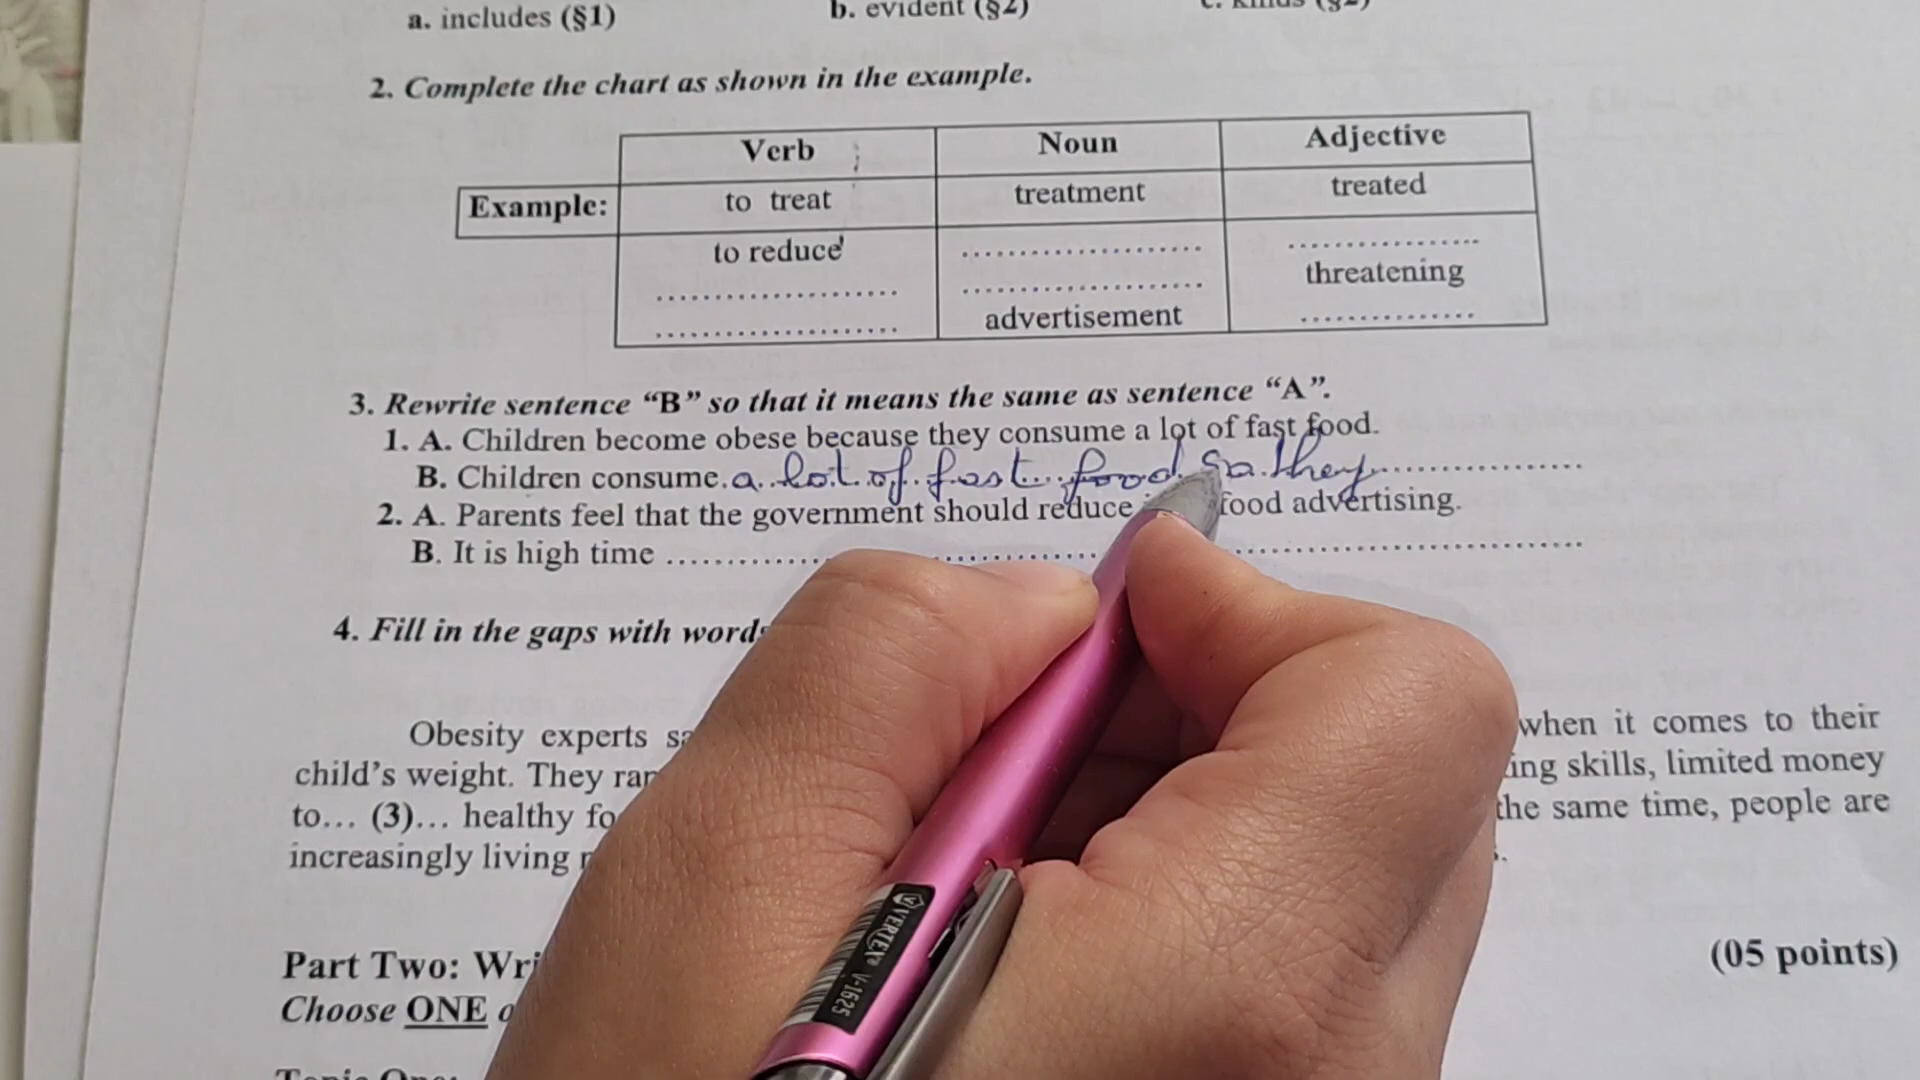 a. includes (§1) b. evident (§2)
2. Complete the chart as shown in the example.
Verb Noun Adjective
Example: to treat treatment treated
to reduce .................... ..................
.................... .................... threatening
.................... advertisement ...............
3. Rewrite sentence “B” so that it means the same as sentence “A”.
1. A. Children become obese because they consume a lot of fast food.
B. Children consume a lot of fast food so they ....................
2. A. Parents feel that the government should reduce food advertising.
B. It is high time ........................................
4. Fill in the gaps with words
Obesity experts when it comes to their
child’s weight. They skills, limited money
to… (3)… healthy the same time, people are
increasingly living
Part Two: (05 points)
Choose ONE
Topic One:
VERTEX V-1625